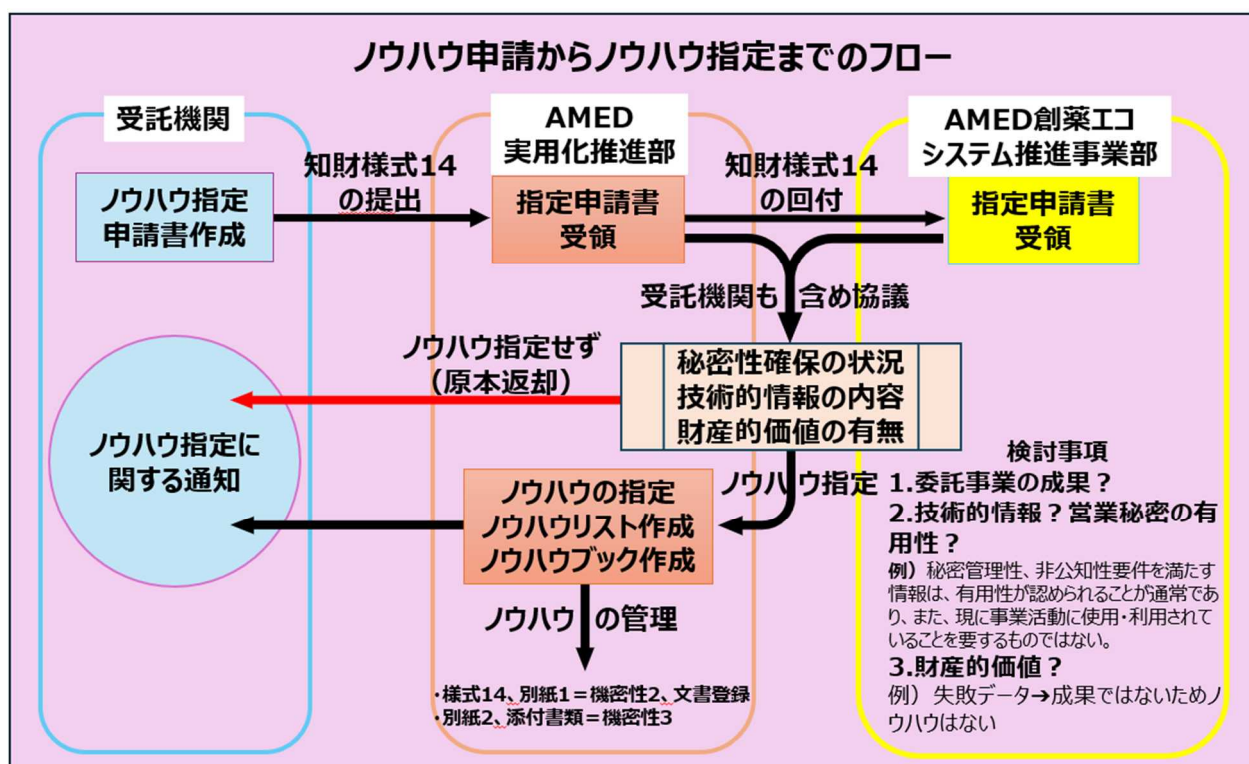 ノウハウ申請からノウハウ指定までのフロー
受託機関
AMED
実用化推進部
AMED創薬エコ
システム推進事業部
ノウハウ指定
申請書作成
知財様式14
の提出
指定申請書
受領
知財様式14
の回付
指定申請書
受領
受託機関も含め協議
秘密性確保の状況
技術的情報の内容
財産的価値の有無
ノウハウ指定せず
（原本返却）
ノウハウ指定に
関する通知
ノウハウ指定
ノウハウの指定
ノウハウリスト作成
ノウハウブック作成
ノウハウの管理
・様式14、別紙1＝機密性2、文書登録
・別紙2、添付書類＝機密性3
検討事項
1.委託事業の成果？
2.技術的情報？営業秘密の有
用性？
例）秘密管理性、非公知性要件を満たす
情報は、有用性が認められることが通常であ
り、また、現に事業活動に使用・利用されて
いることを要するものではない。
3.財産的価値？
例）失敗データ→成果ではないためノ
ウハウはない